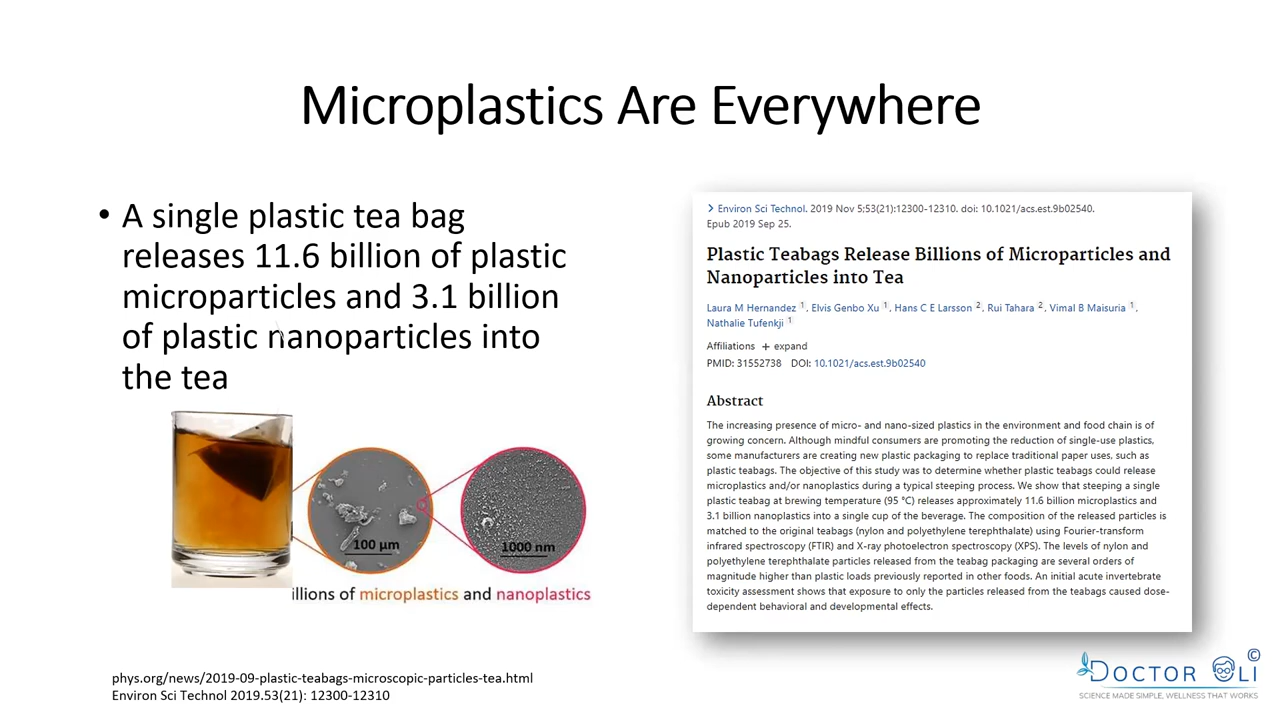 Microplastics Are Everywhere
• A single plastic tea bag
releases 11.6 billion of plastic
microparticles and 3.1 billion
of plastic nanoparticles into
the tea
100 µm
1000 nm
illions of microplastics and nanoplastics
phys.org/news/2019-09-plastic-teabags-microscopic-particles-tea.html
Environ Sci Technol 2019.53(21): 12300-12310
> Environ Sci Technol. 2019 Nov 5;53(21):12300-12310. doi: 10.1021/acs.est.9b02540.
Epub 2019 Sep 25.
Plastic Teabags Release Billions of Microparticles and
Nanoparticles into Tea
Laura M Hernandez 1, Elvis Genbo Xu 1, Hans C E Larsson 2, Rui Tahara 2, Vimal B Maisuria 1,
Nathalie Tufenkji 1
Affiliations + expand
PMID: 31552738 DOI: 10.1021/acs.est.9b02540
Abstract
The increasing presence of micro- and nano-sized plastics in the environment and food chain is of
growing concern. Although mindful consumers are promoting the reduction of single-use plastics,
some manufacturers are creating new plastic packaging to replace traditional paper uses, such as
plastic teabags. The objective of this study was to determine whether plastic teabags could release
microplastics and/or nanoplastics during a typical steeping process. We show that steeping a single
plastic teabag at brewing temperature (95 °C) releases approximately 11.6 billion microplastics and
3.1 billion nanoplastics into a single cup of the beverage. The composition of the released particles is
matched to the original teabags (nylon and polyethylene terephthalate) using Fourier-transform
infrared spectroscopy (FTIR) and X-ray photoelectron spectroscopy (XPS). The levels of nylon and
polyethylene terephthalate particles released from the teabag packaging are several orders of
magnitude higher than plastic loads previously reported in other foods. An initial acute invertebrate
toxicity assessment shows that exposure to only the particles released from the teabags caused dose-
dependent behavioral and developmental effects.
©
DOCTOR OLI
SCIENCE MADE SIMPLE, WELLNESS THAT WORKS